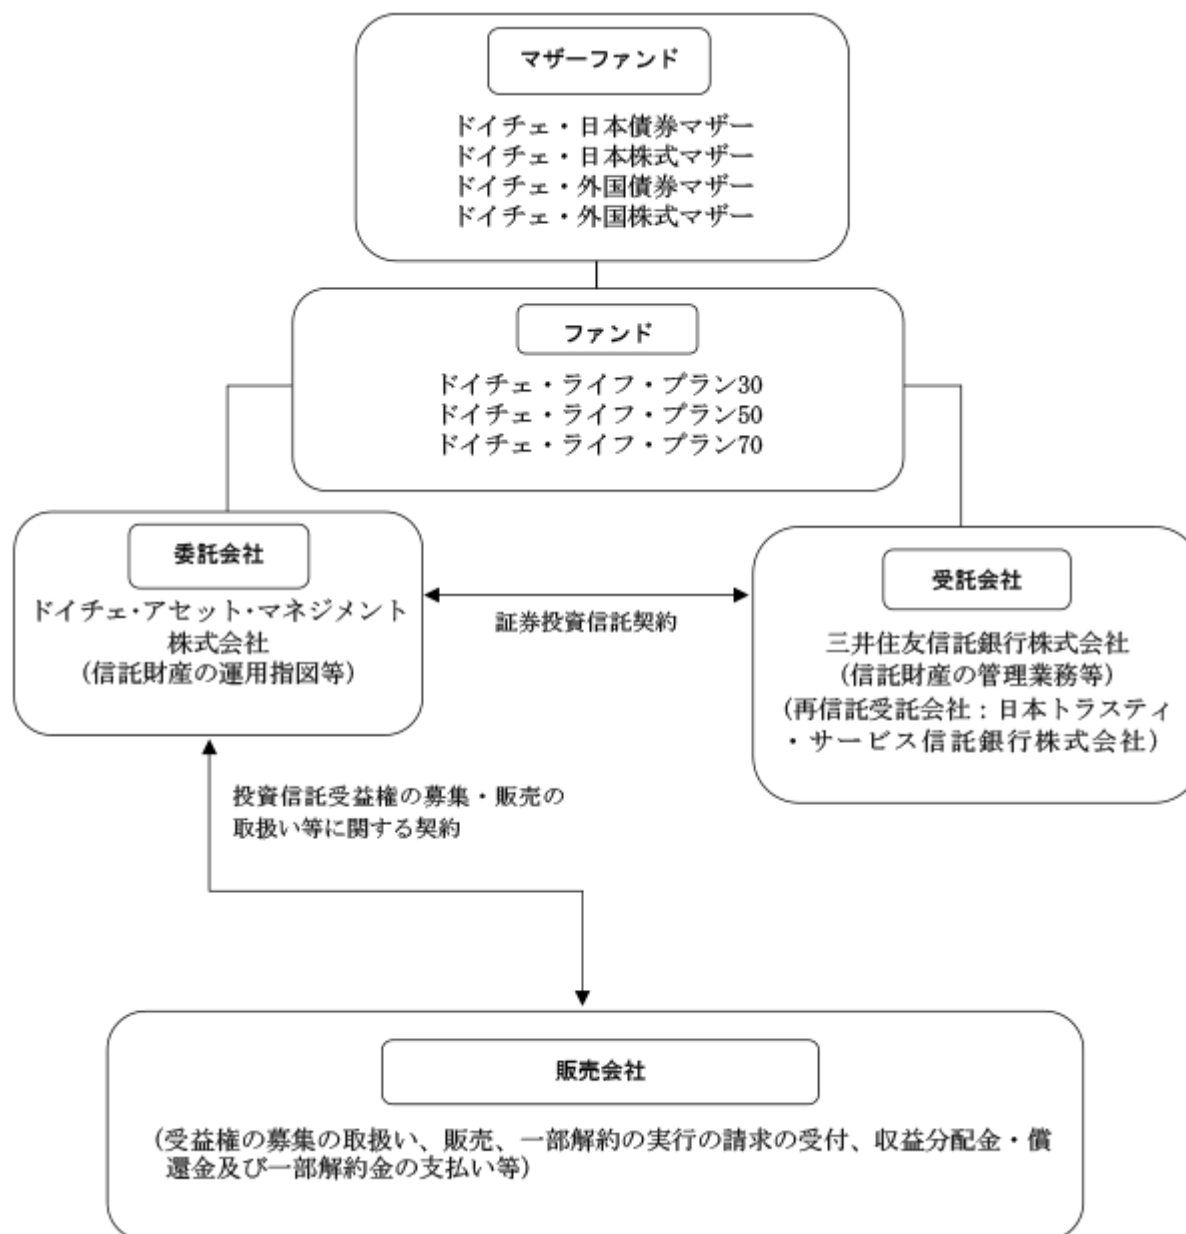 マザーファンド
ドイチェ・日本債券マザー
ドイチェ・日本株式マザー
ドイチェ・外国債券マザー
ドイチェ・外国株式マザー
ファンド
ドイチェ・ライフ・プラン30
ドイチェ・ライフ・プラン50
ドイチェ・ライフ・プラン70
委託会社
ドイチェ・アセット・マネジメント
株式会社
(信託財産の運用指図等)
証券投資信託契約
受託会社
三井住友信託銀行株式会社
(信託財産の管理業務等)
(再信託受託会社:日本トラスティ
・サービス信託銀行株式会社)
投資信託受益権の募集・販売の
取扱い等に関する契約
販売会社
(受益権の募集の取扱い、販売、一部解約の実行の請求の受付、収益分配金・償
還金及び一部解約金の支払い等)